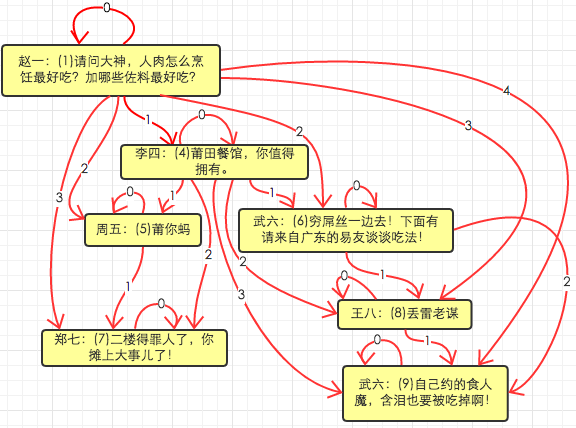 0
赵一：(1)请问大神，人肉怎么烹
饪最好吃？加哪些佐料最好吃？
4
3
1
0
2
李四：(4)莆田餐馆，你值得
拥有。
2
3
0
1
1
0
周五：(5)莆你蚂
武六：(6)穷屌丝一边去！下面有
请来自广东的易友谈谈吃法！
2
2
1
0
1
3
0
2
王八：(8)丢雷老谋
郑七：(7)二楼得罪人了，你
摊上大事儿了！
0
1
武六：(9)自己约的食人
魔，含泪也要被吃掉啊！